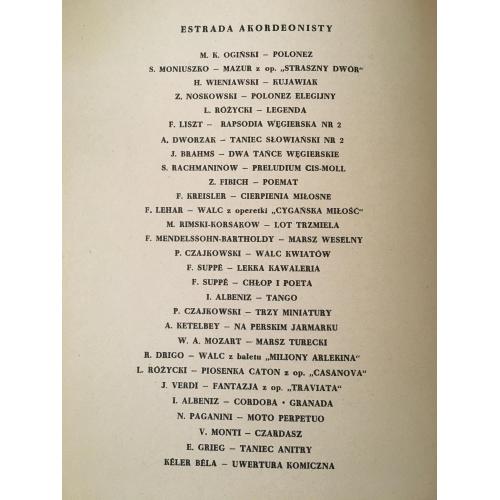 ESTRADA AKORDEONISTY
M. K. OGIŃSKI – POLONEZ
S. MONIUSZKO – MAZUR z op. „STRASZNY DWÓR"
H. WIENIAWSKI – KUJAWIAK
Z. NOSKOWSKI – POLONEZ ELEGIJNY
L. RÓŻYCKI – LEGENDA
F. LISZT – RAPSODIA WĘGIERSKA NR 2
A. DWORZAK – TANIEC SŁOWIAŃSKI NR 2
J. BRAHMS – DWA TAŃCE WĘGIERSKIE
S. RACHMANINOW – PRELUDIUM CIS-MOLL
Z. FIBICH – POEMAT
F. KREISLER – CIERPIENIA MIŁOSNE
F. LEHAR – WALC z operetki „CYGAŃSKA MIŁOŚĆ"
M. RIMSKI-KORSAKOW – LOT TRZMIELA
F. MENDELSSOHN-BARTHOLDY – MARSZ WESELNY
P. CZAJKOWSKI – WALC KWIATÓW
F. SUPPÉ – LEKKA KAWALERIA
F. SUPPÉ – CHŁOP I POETA
I. ALBENIZ – TANGO
P. CZAJKOWSKI – TRZY MINIATURY
A. KETELBEY – NA PERSKIM JARMARKU
W. A. MOZART – MARSZ TURECKI
R. DRIGO – WALC z baletu „MILIONY ARLEKINA"
L. RÓŻYCKI – PIOSENKA CATON z op. „CASANOVA"
J. VERDI – FANTAZJA z op. „TRAVIATA"
I. ALBENIZ – CORDOBA • GRANADA
N. PAGANINI – MOTO PERPETUO
V. MONTI – CZARDASZ
E. GRIEG – TANIEC ANITRY
KÉLER BÉLA – UWERTURA KOMICZNA